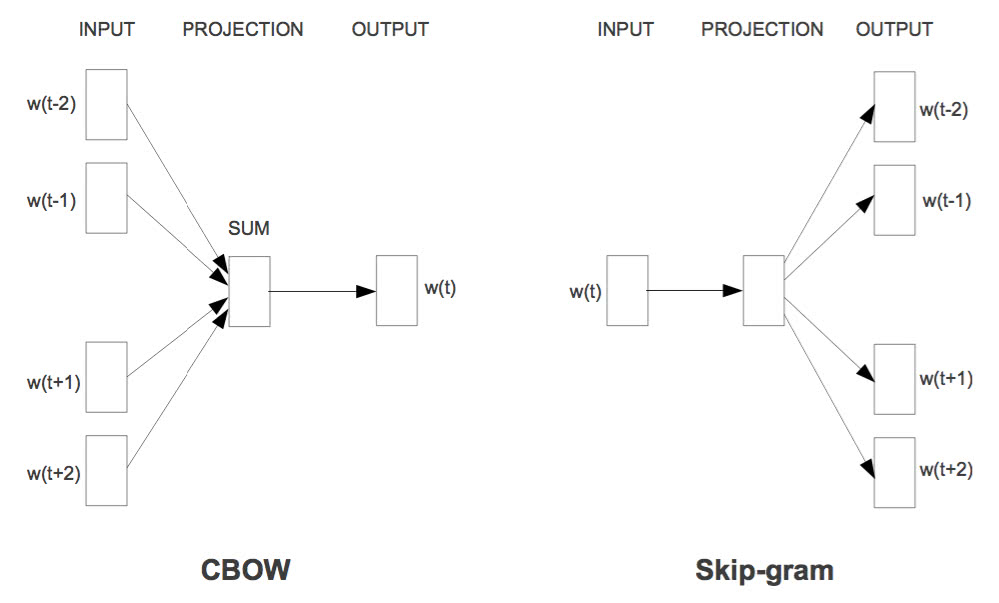 INPUT PROJECTION OUTPUT
w(t-2)
w(t-1)
SUM
w(t)
w(t+1)
w(t+2)
CBOW
INPUT PROJECTION OUTPUT
w(t-2)
w(t-1)
w(t)
w(t+1)
w(t+2)
Skip-gram